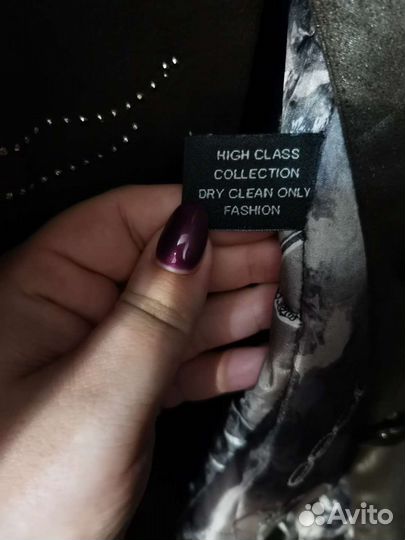 HIGH CLASS
COLLECTION
DRY CLEAN ONLY
FASHION
Avito